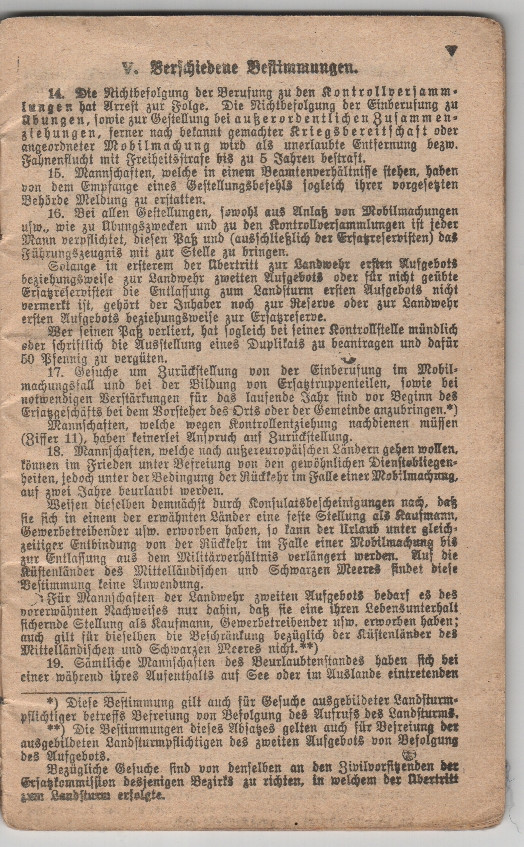 V. Verschiedene Bestimmungen.
14. Die Nichtbefolgung der Berufung zu den Kontrollversamm-
lungen hat Arrest zur Folge. Die Nichtbefolgung der Einberufung zu
Übungen, sowie zur Gestellung bei außerordentlichen Zusammen-
ziehungen, ferner nach bekannt gemachter Kriegsbereitschaft oder
angeordneter Mobilmachung wird als unerlaubte Entfernung bezw.
Fahnenflucht mit Freiheitsstrafe bis zu 5 Jahren bestraft.
15. Mannschaften, welche in einem Beamtenverhältnisse stehen, haben
von dem Empfange eines Gestellungsbefehls sogleich ihrer vorgesetzten
Behörde Meldung zu erstatten.
16. Bei allen Gestellungen, sowohl aus Anlaß von Mobilmachungen
usw., wie zu Übungszwecken und zu den Kontrollversammlungen ist jeder
Mann verpflichtet, diesen Paß und (ausschließlich der Ersatzreservisten) das
Führungszeugnis mit zur Stelle zu bringen.
Solange in ersterem der Übertritt zur Landwehr ersten Aufgebots
beziehungsweise zur Landwehr zweiten Aufgebots oder für nicht geübte
Ersatzreservisten die Entlassung zum Landsturm ersten Aufgebots nicht
vermerkt ist, gehört der Inhaber noch zur Reserve oder zur Landwehr
ersten Aufgebots beziehungsweise zur Ersatzreserve.
Wer seinen Paß verliert, hat sogleich bei seiner Kontrollstelle mündlich
oder schriftlich die Ausstellung eines Duplikats zu beantragen und dafür
50 Pfennig zu vergüten.
17. Gesuche um Zurückstellung von der Einberufung im Mobil-
machungsfall und bei der Bildung von Ersatztruppenteilen, sowie bei
notwendigen Verstärkungen für das laufende Jahr sind vor Beginn des
Ersatzgeschäfts bei dem Vorsteher des Orts oder der Gemeinde anzubringen.*)
Mannschaften, welche wegen Kontrollentziehung nachdienen müssen
(Ziffer 11), haben keinerlei Anspruch auf Zurückstellung.
18. Mannschaften, welche nach außereuropäischen Ländern gehen wollen,
können im Frieden unter Befreiung von den gewöhnlichen Dienstobliegen-
heiten, jedoch unter der Bedingung der Rückkehr im Falle einer Mobilmachung,
auf zwei Jahre beurlaubt werden.
Weisen dieselben demnächst durch Konsulatsbescheinigungen nach, daß
sie sich in einem der erwähnten Länder eine feste Stellung als Kaufmann,
Gewerbetreibender usw. erworben haben, so kann der Urlaub unter gleich-
zeitiger Entbindung von der Rückkehr im Falle einer Mobilmachung bis
zur Entlassung aus dem Militärverhältnis verlängert werden. Auf die
Küstenländer des Mittelländischen und Schwarzen Meeres findet diese
Bestimmung keine Anwendung.
Für Mannschaften der Landwehr zweiten Aufgebots bedarf es des
vorerwähnten Nachweises nur dahin, daß sie eine ihren Lebensunterhalt
sichernde Stellung als Kaufmann, Gewerbetreibender usw. erworben haben;
auch gilt für dieselben die Beschränkung bezüglich der Küstenländer des
Mittelländischen und Schwarzen Meeres nicht.**)
19. Sämtliche Mannschaften des Beurlaubtenstandes haben sich bei
einer während ihres Aufenthalts auf See oder im Auslande eintretenden
*) Diese Bestimmung gilt auch für Gesuche ausgebildeter Landsturm-
pflichtiger betreffs Befreiung von Befolgung des Aufrufs des Landsturms.
**) Die Bestimmungen dieses Absatzes gelten auch für Befreiung der
ausgebildeten Landsturmpflichtigen des zweiten Aufgebots von Befolgung
des Aufgebots.
Bezügliche Gesuche sind von denselben an den Zivilvorsitzenden der
Ersatzkommission desjenigen Bezirks zu richten, in welchem der Übertritt
zum Landsturm erfolgte.